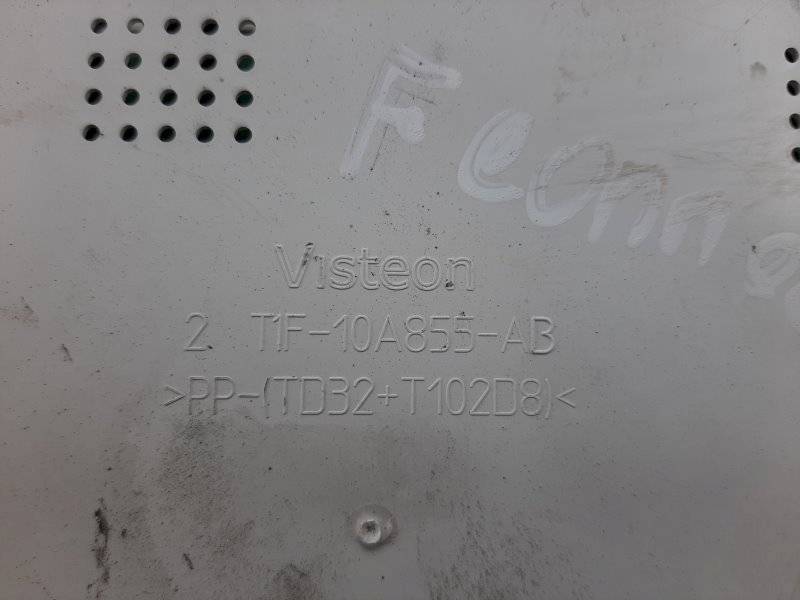 Visteon
2 T1F-10A855-AB
>PP-(TD32+T102D8)<